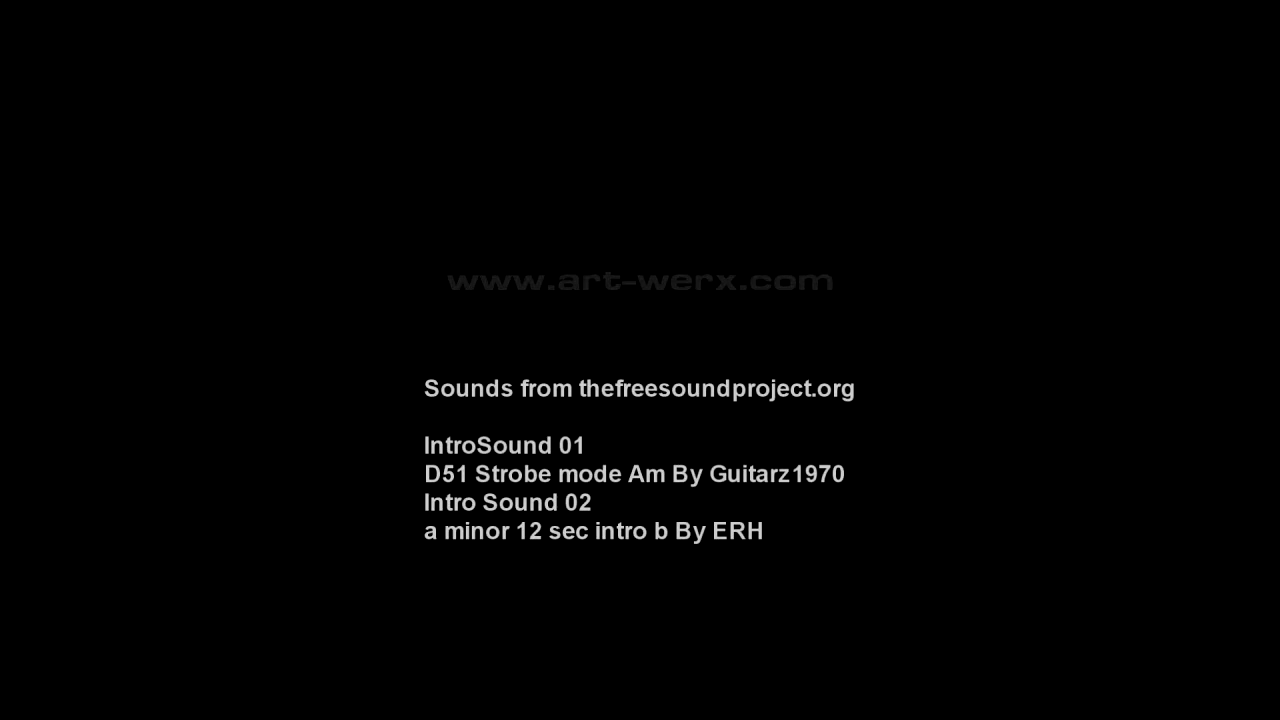 www.art-werx.com
Sounds from thefreesoundproject.org
IntroSound 01
D51 Strobe mode Am By Guitarz1970
Intro Sound 02
a minor 12 sec intro b By ERH